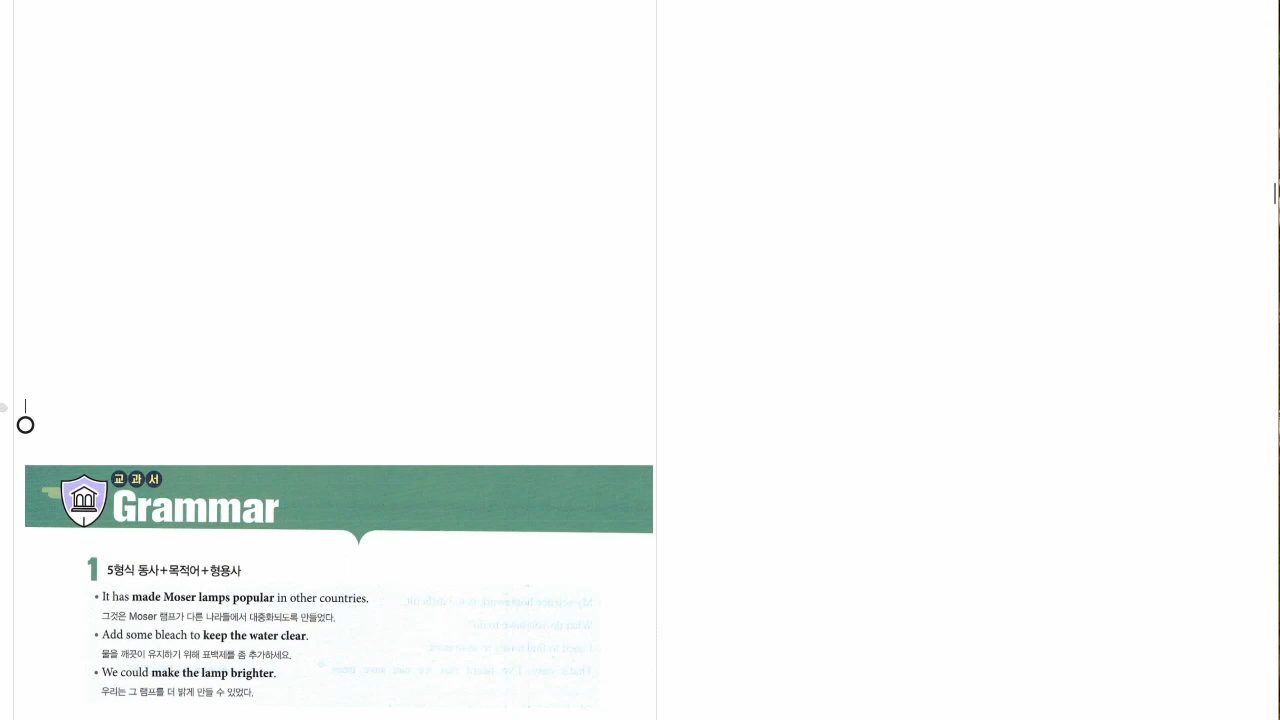 교과서
Grammar
1 5형식 동사+목적어+형용사
• It has made Moser lamps popular in other countries.
그것은 Moser 램프가 다른 나라들에서 대중화되도록 만들었다.
• Add some bleach to keep the water clear.
물을 깨끗이 유지하기 위해 표백제를 좀 추가하세요.
• We could make the lamp brighter.
우리는 그 램프를 더 밝게 만들 수 있었다.